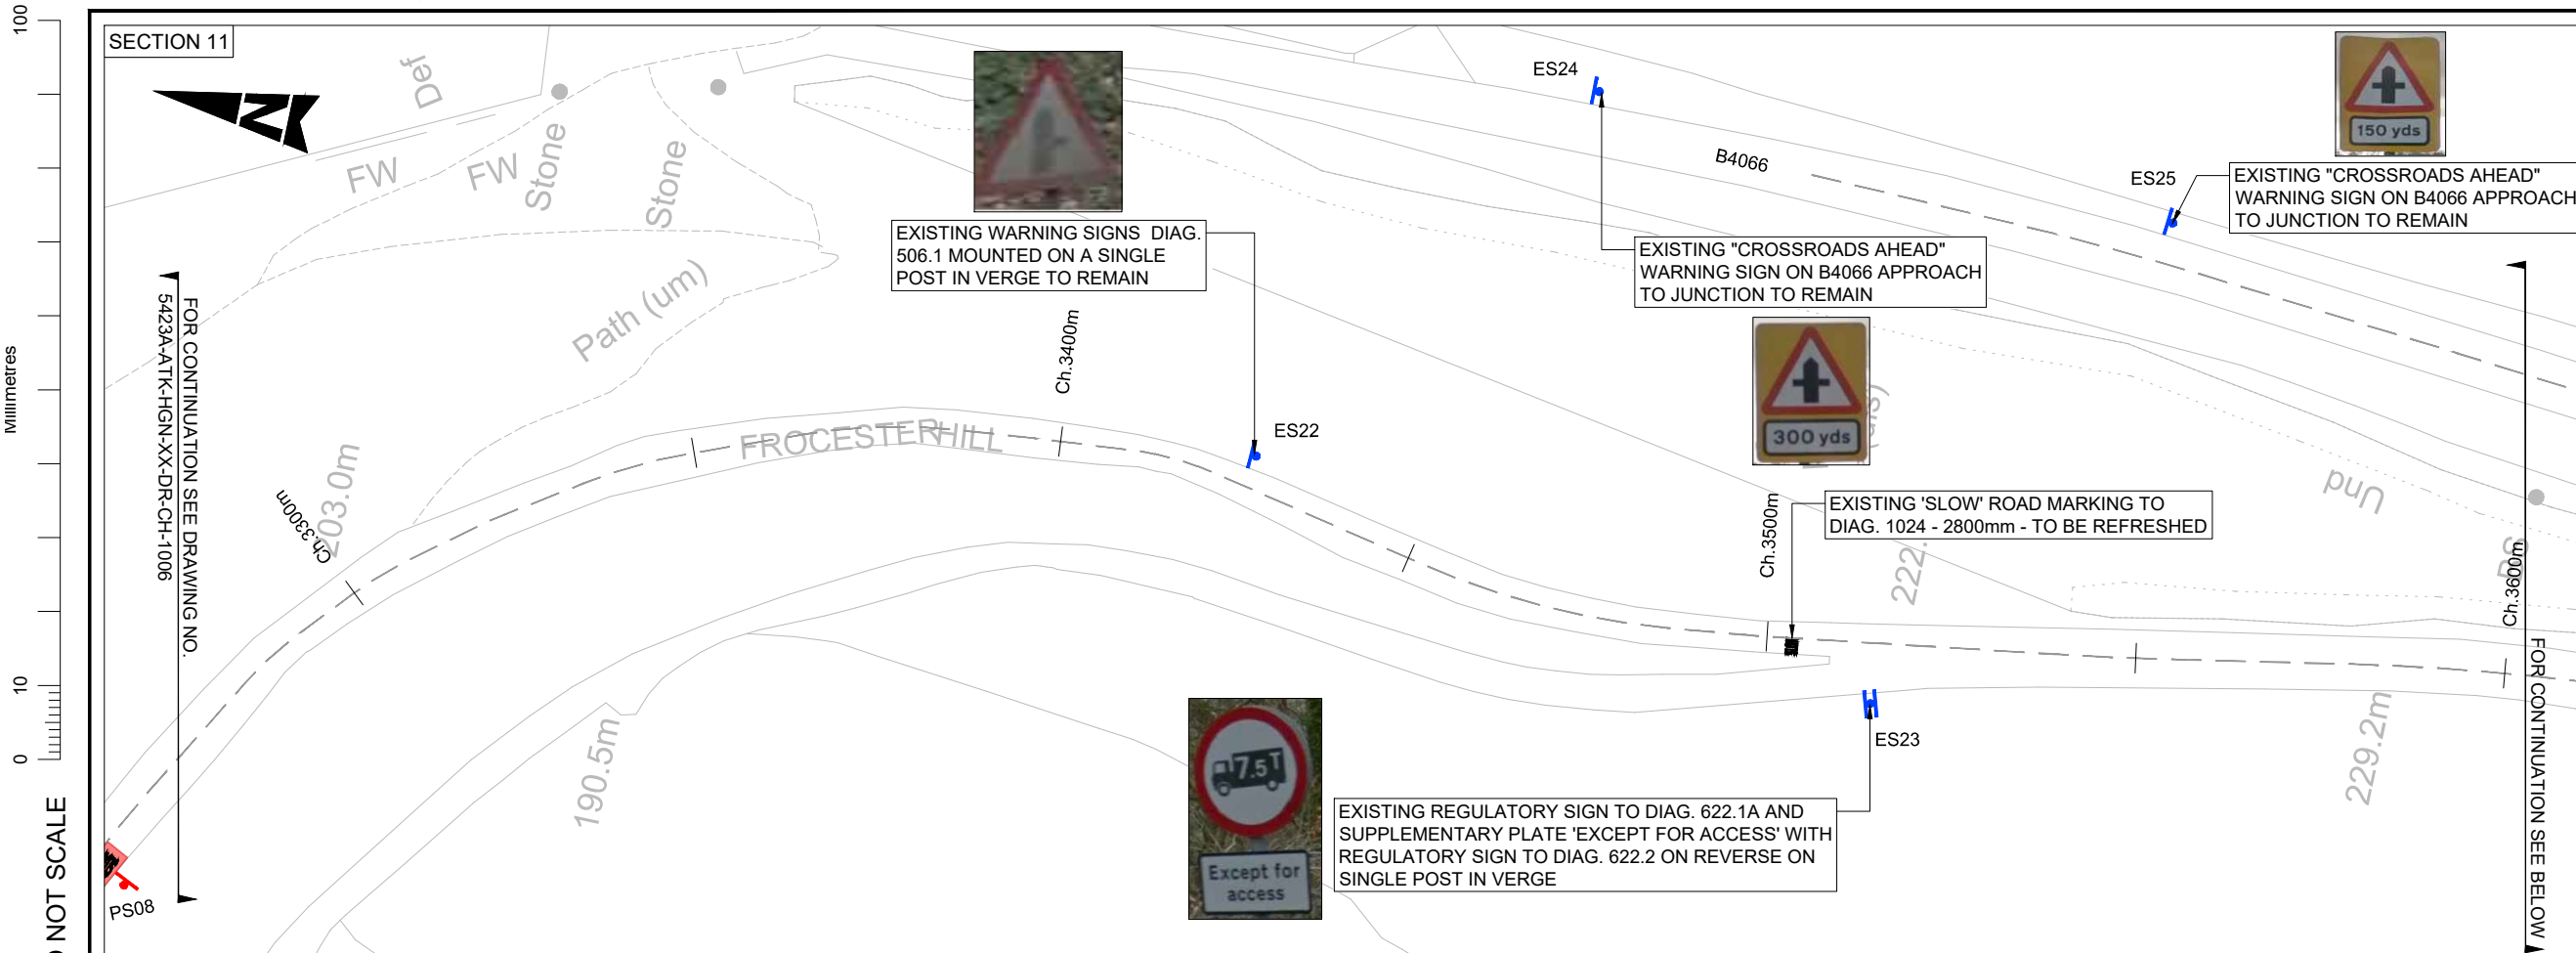 SECTION 11
100
Millimetres
10
0
NOT SCALE
N
Def
FW
FW
Stone
Stone
Path (um)
FOR CONTINUATION SEE DRAWING NO.
5423A-ATK-HGN-XX-DR-CH-1006
203.0m
Ch.3300m
FROCESTER HILL
Ch.3400m
EXISTING WARNING SIGNS DIAG.
506.1 MOUNTED ON A SINGLE
POST IN VERGE TO REMAIN
ES22
ES24
B4066
EXISTING "CROSSROADS AHEAD"
WARNING SIGN ON B4066 APPROACH
TO JUNCTION TO REMAIN
300 yds
150 yds
ES25
EXISTING "CROSSROADS AHEAD"
WARNING SIGN ON B4066 APPROACH
TO JUNCTION TO REMAIN
Und
Ch.3500m
EXISTING 'SLOW' ROAD MARKING TO
DIAG. 1024 - 2800mm - TO BE REFRESHED
222.
BS
Ch.3600m
FOR CONTINUATION SEE BELOW
229.2m
ES23
7.5T
Except for
access
EXISTING REGULATORY SIGN TO DIAG. 622.1A AND
SUPPLEMENTARY PLATE 'EXCEPT FOR ACCESS' WITH
REGULATORY SIGN TO DIAG. 622.2 ON REVERSE ON
SINGLE POST IN VERGE
190.5m
PS08